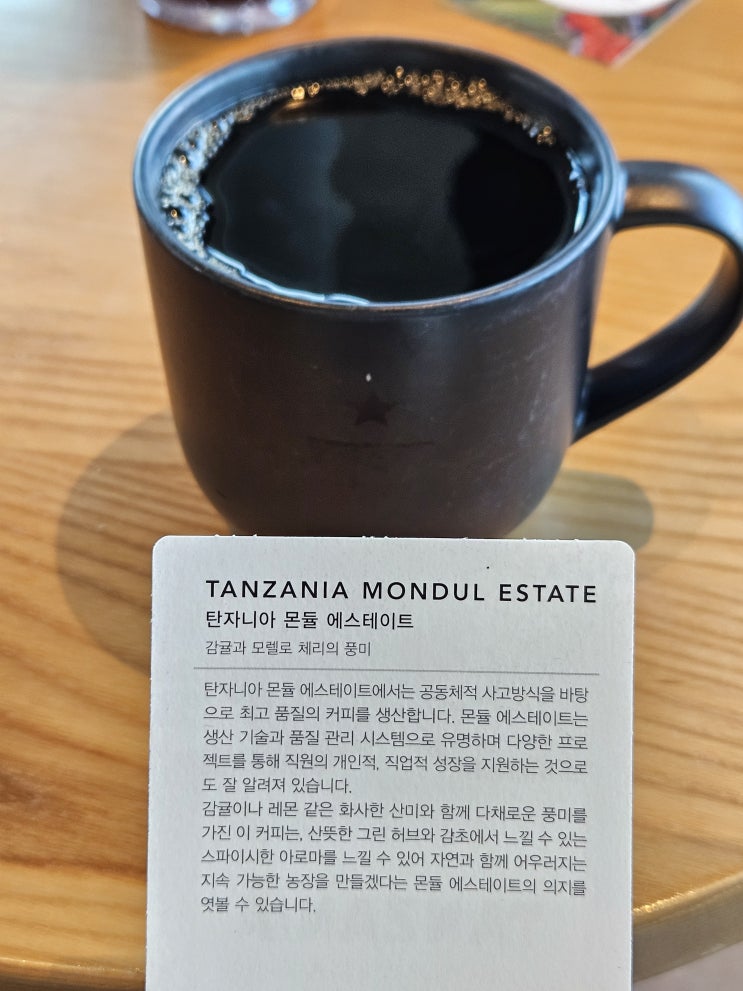 TANZANIA MONDUL ESTATE
탄자니아 몬듈 에스테이트
감귤과 모렐로 체리의 풍미
탄자니아 몬듈 에스테이트에서는 공동체적 사고방식을 바탕
으로 최고 품질의 커피를 생산합니다. 몬듈 에스테이트는
생산 기술과 품질 관리 시스템으로 유명하며 다양한 프로
젝트를 통해 직원의 개인적, 직업적 성장을 지원하는 것으로
도 잘 알려져 있습니다.
감귤이나 레몬 같은 화사한 산미와 함께 다채로운 풍미를
가진 이 커피는, 산뜻한 그린 허브와 감초에서 느낄 수 있는
스파이시한 아로마를 느낄 수 있어 자연과 함께 어우러지는
지속 가능한 농장을 만들겠다는 몬듈 에스테이트의 의지를
엿볼 수 있습니다.